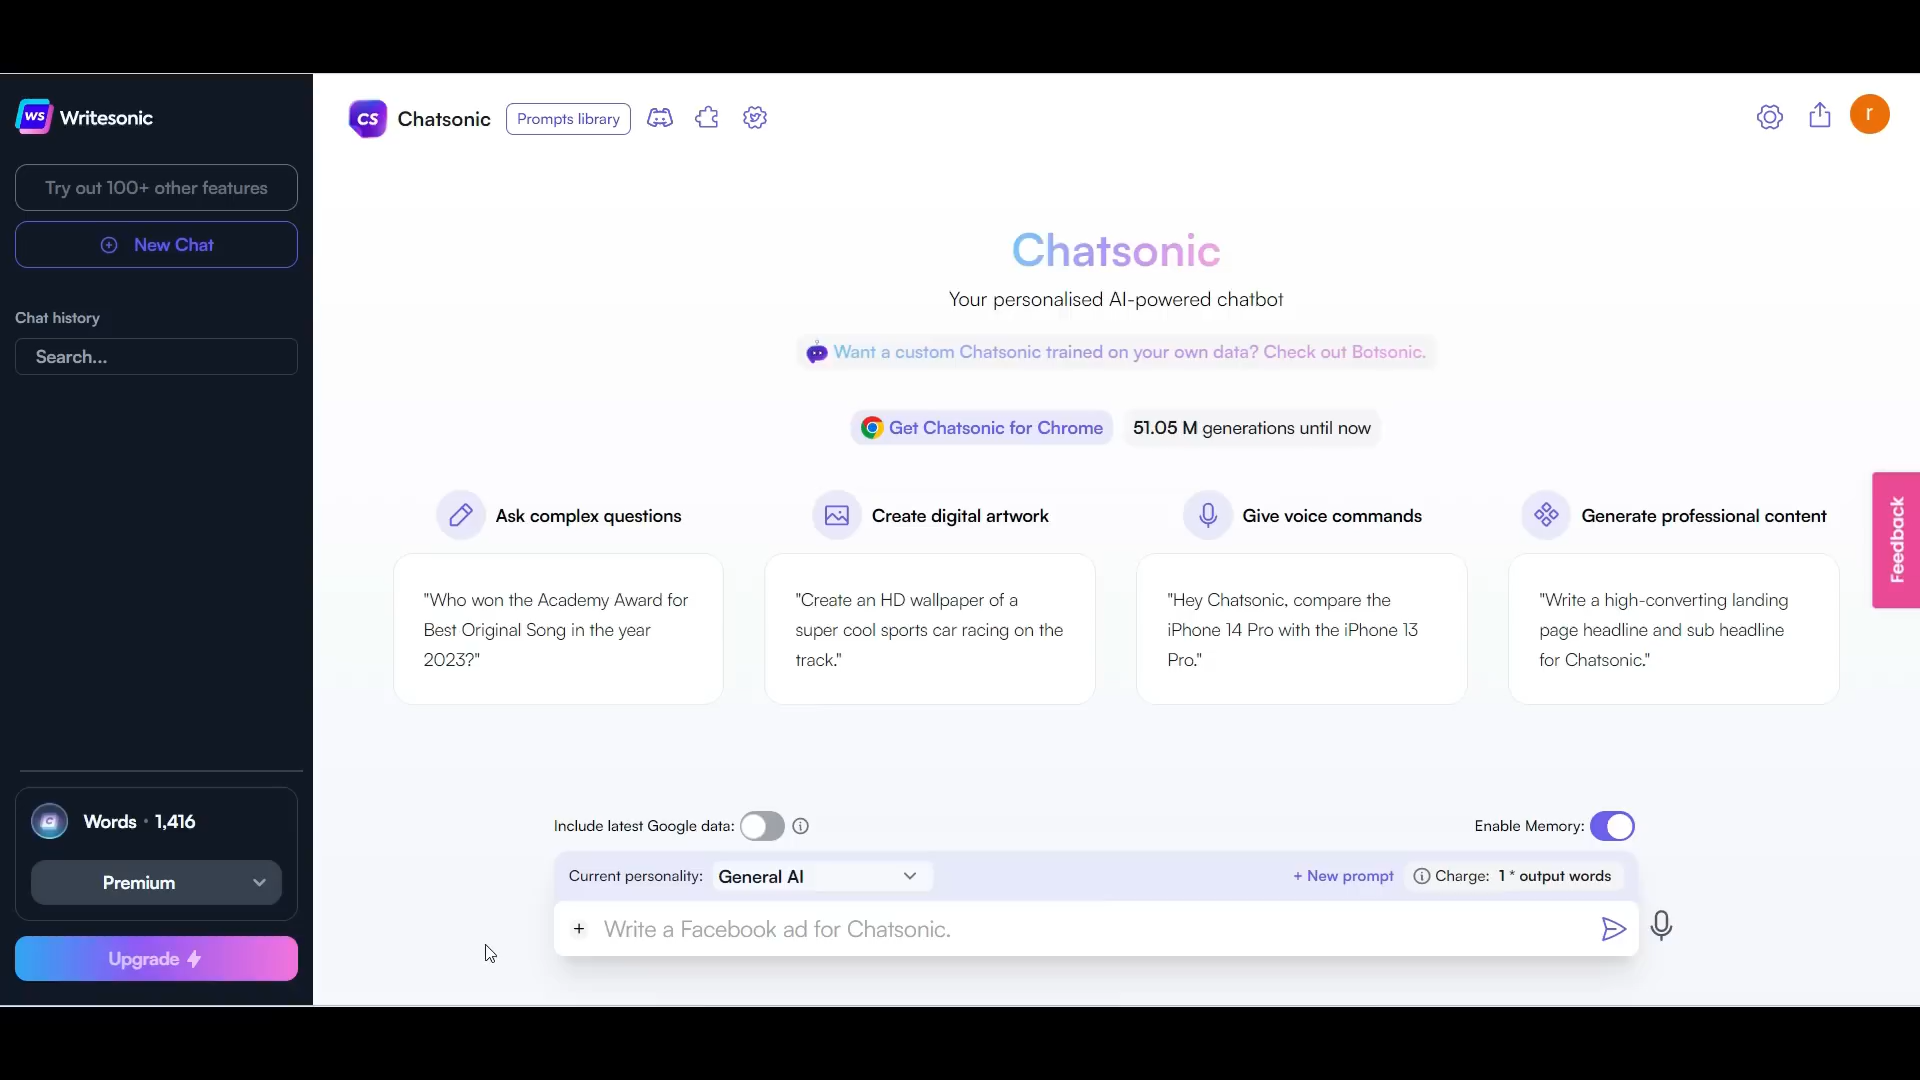 WS Writesonic
Try out 100+ other features
New Chat
Chat history
Search...
Words · 1,416
Premium
Upgrade
CS Chatsonic
Prompts library
r
Chatsonic
Your personalised AI-powered chatbot
Want a custom Chatsonic trained on your own data? Check out Botsonic.
Get Chatsonic for Chrome
51.05 M generations until now
Ask complex questions
"Who won the Academy Award for
Best Original Song in the year
2023?"
Create digital artwork
"Create an HD wallpaper of a
super cool sports car racing on the
track."
Give voice commands
"Hey Chatsonic, compare the
iPhone 14 Pro with the iPhone 13
Pro."
Generate professional content
"Write a high-converting landing
page headline and sub headline
for Chatsonic."
Feedback
Include latest Google data:
Enable Memory:
Current personality: General AI
+ New prompt
Charge: 1 * output words
+ Write a Facebook ad for Chatsonic.